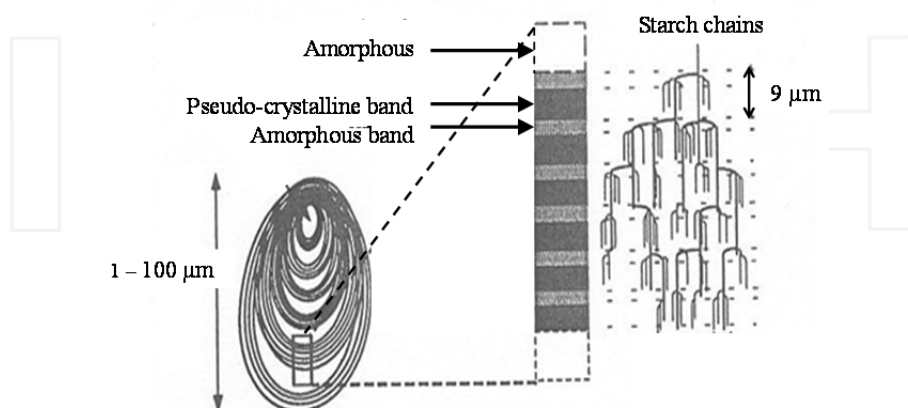 Starch chains
Amorphous
9 μm
Pseudo-crystalline band
Amorphous band
1 – 100 μm